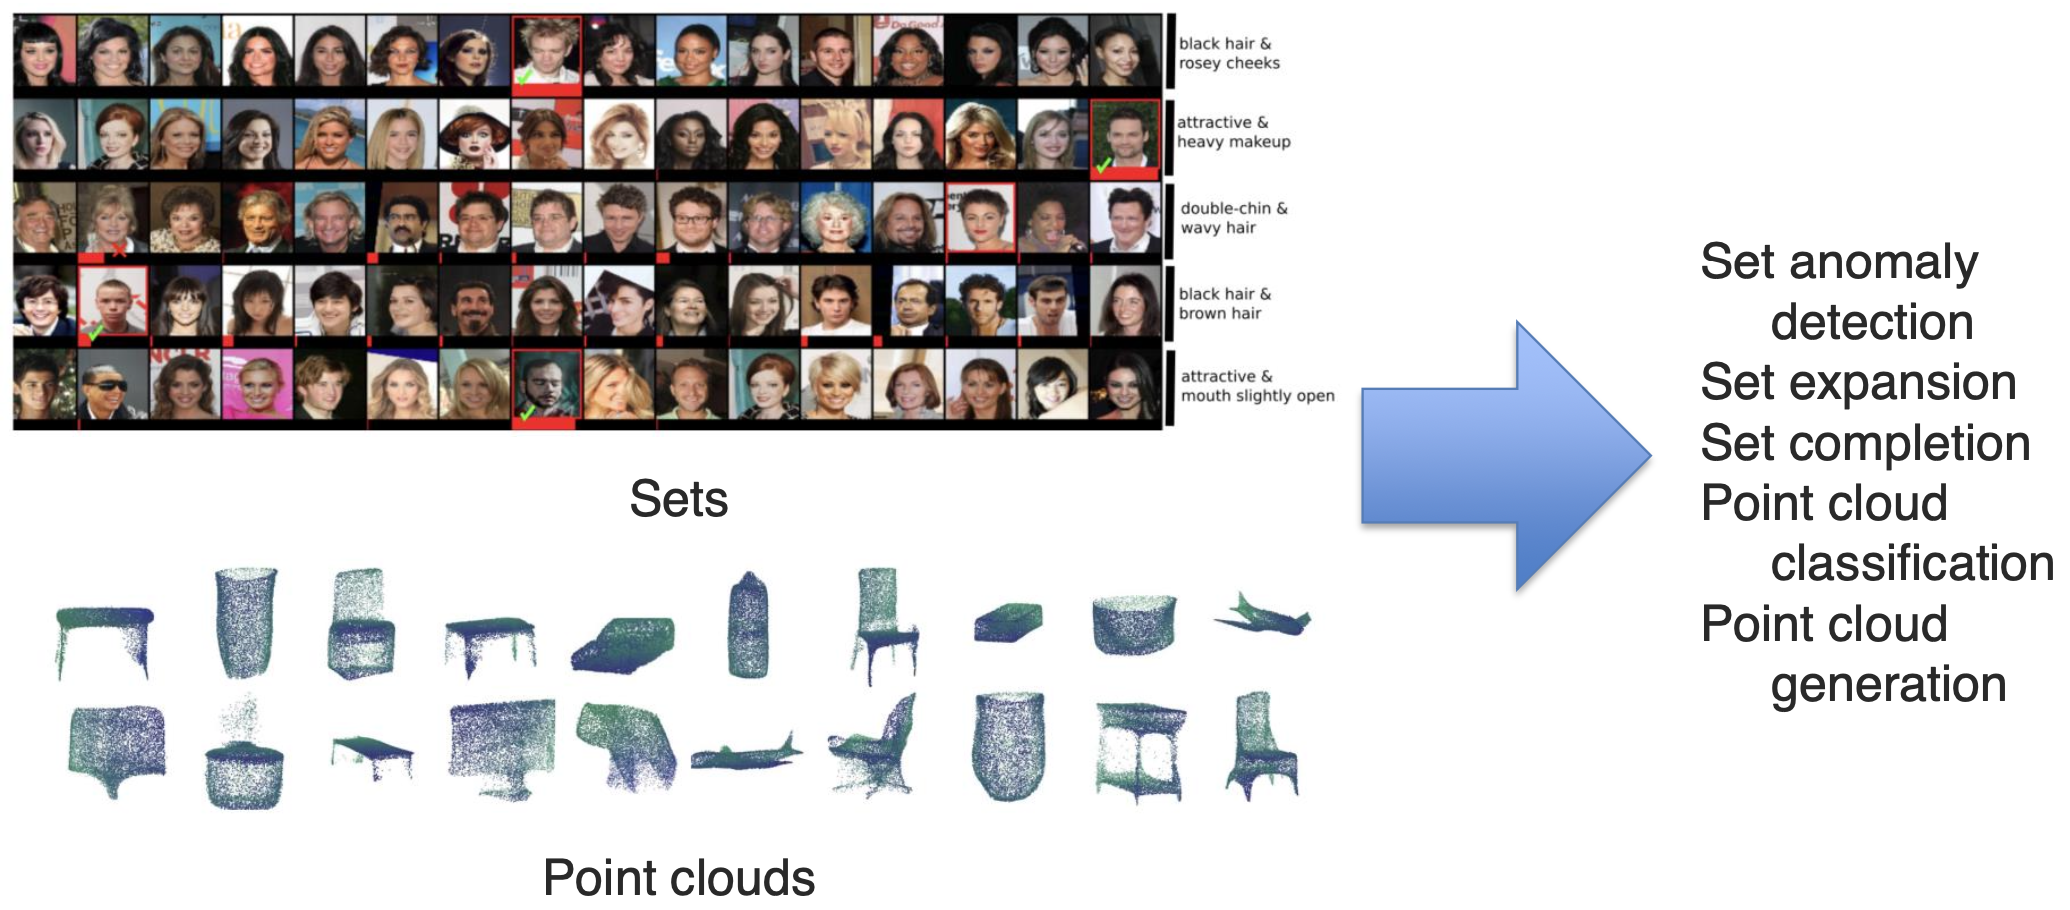 black hair &
rosey cheeks
attractive &
heavy makeup
double-chin &
wavy hair
black hair &
brown hair
attractive &
mouth slightly open
Sets
Point clouds
Set anomaly
detection
Set expansion
Set completion
Point cloud
classification
Point cloud
generation